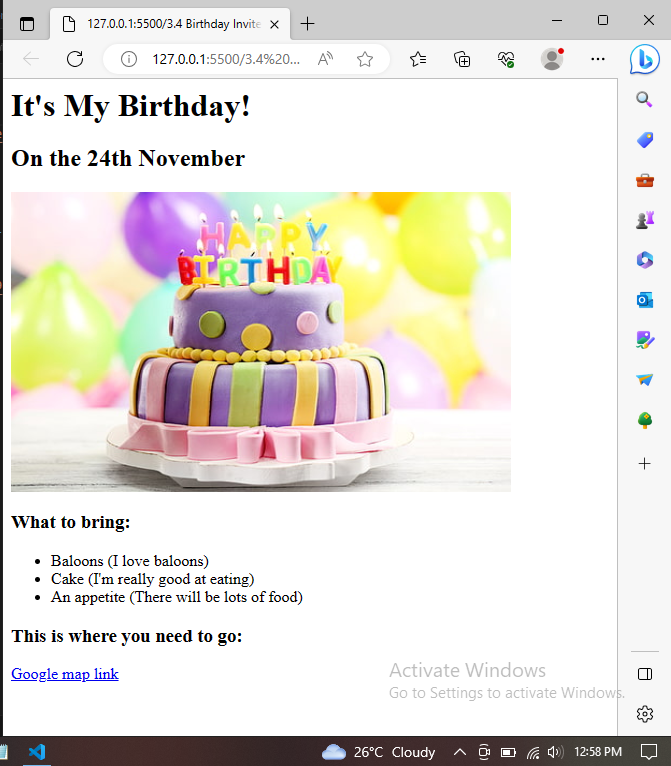 127.0.0.1:5500/3.4 Birthday Invite
127.0.0.1:5500/3.4%20...
It's My Birthday!
On the 24th November
HAPPY
BIRTHDAY
What to bring:
Baloons (I love baloons)
Cake (I'm really good at eating)
An appetite (There will be lots of food)
This is where you need to go:
Google map link
Activate Windows
Go to Settings to activate Windows.
26°C Cloudy
12:58 PM